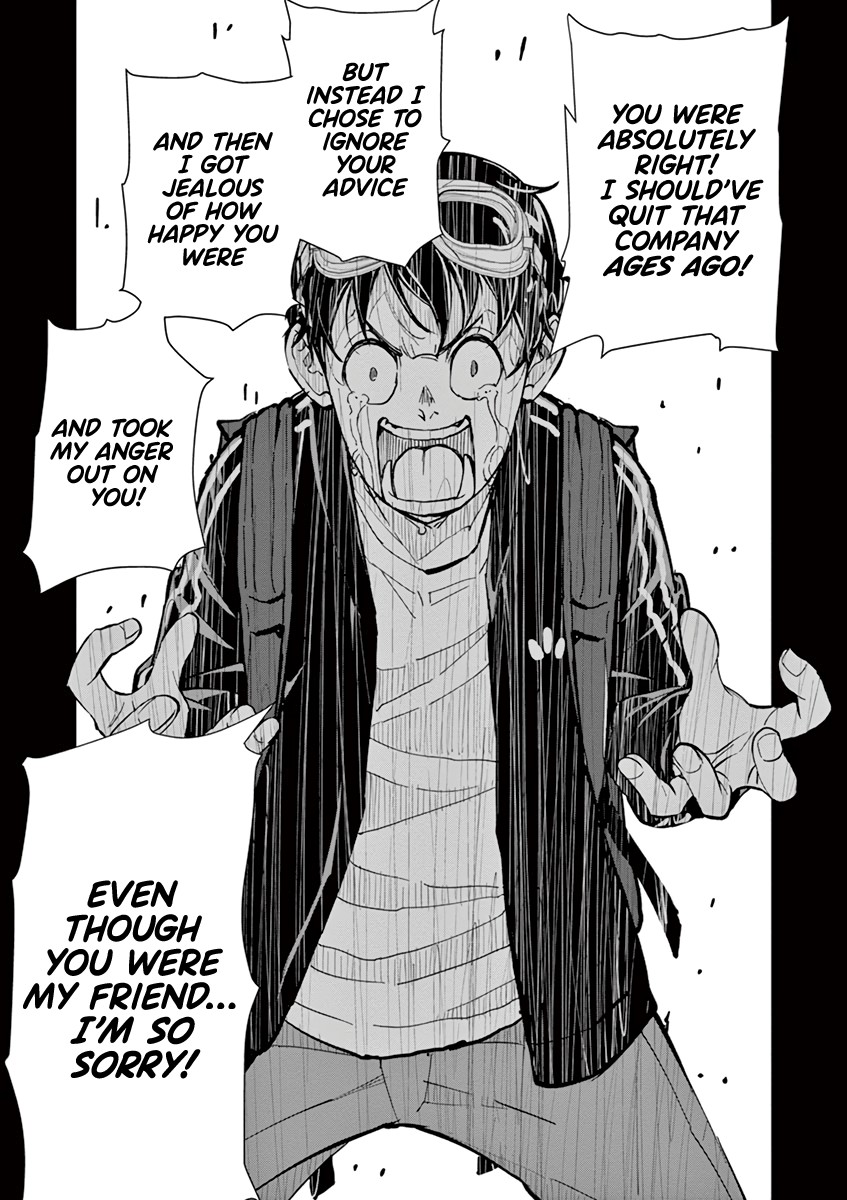 YOU WERE
ABSOLUTELY
RIGHT!
I SHOULD'VE
QUIT THAT
COMPANY
AGES AGO!
BUT
INSTEAD I
CHOSE TO
IGNORE
YOUR
ADVICE
AND THEN
I GOT
JEALOUS
OF HOW
HAPPY YOU
WERE
AND TOOK
MY ANGER
OUT ON
YOU!
EVEN
THOUGH
YOU WERE
MY FRIEND...
I'M SO
SORRY!